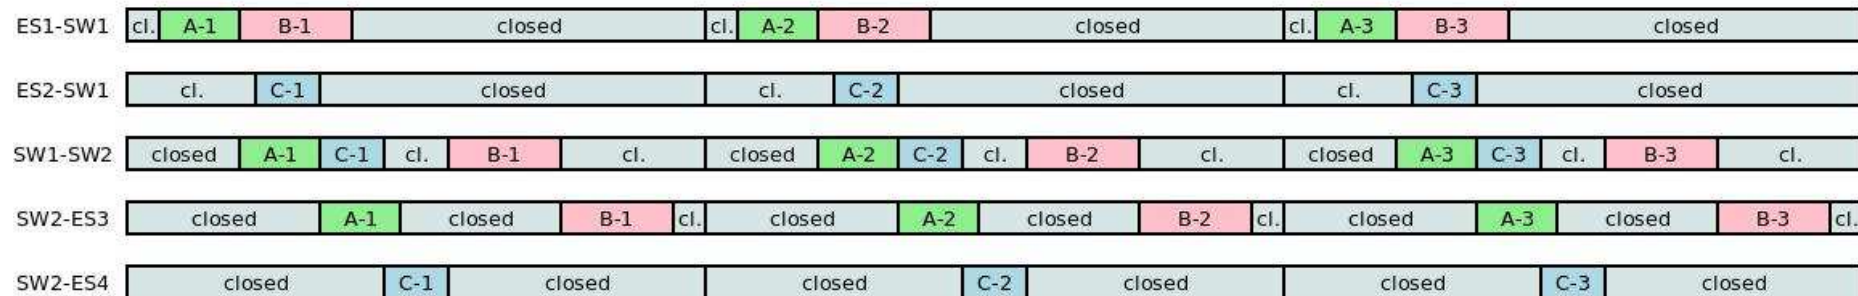 ES1-SW1 cl. A-1 B-1 closed cl. A-2 B-2 closed cl. A-3 B-3 closed
ES2-SW1 cl. C-1 closed cl. C-2 closed cl. C-3 closed
SW1-SW2 closed A-1 C-1 cl. B-1 cl. closed A-2 C-2 cl. B-2 cl. closed A-3 C-3 cl. B-3 cl.
SW2-ES3 closed A-1 closed B-1 cl. closed A-2 closed B-2 cl. closed A-3 closed B-3 cl.
SW2-ES4 closed C-1 closed closed C-2 closed closed C-3 closed